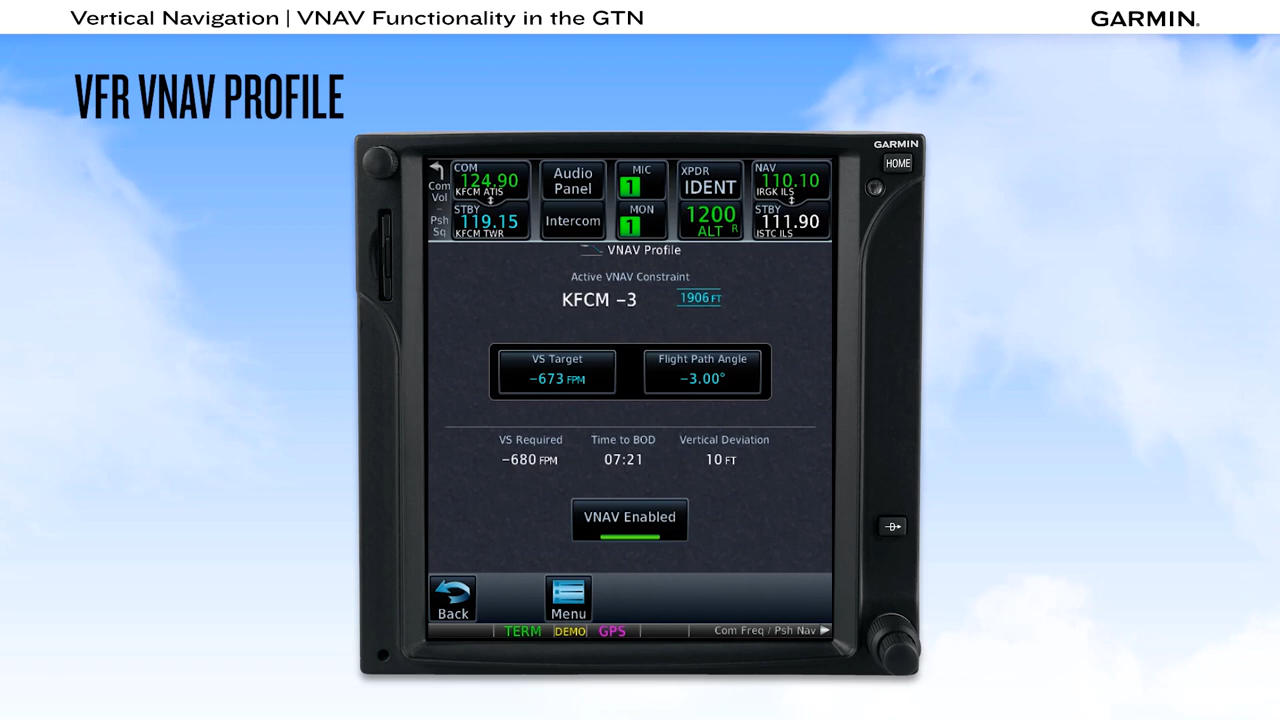 Vertical Navigation | VNAV Functionality in the GTN
GARMIN.
VFR VNAV PROFILE
GARMIN
HOME
COM
124.90
KFCM ATIS
STBY
119.15
KFCM TWR
Com
Vol
Psh
Sq
Audio
Panel
Intercom
MIC
1
MON
1
XPDR
IDENT
1200
ALT R
NAV
110.10
IRGK ILS
STBY
111.90
ISTC ILS
VNAV Profile
Active VNAV Constraint
KFCM -3 1906 FT
VS Target Flight Path Angle
-673 FPM -3.00°
VS Required Time to BOD Vertical Deviation
-680 FPM 07:21 10 FT
VNAV Enabled
Back Menu
TERM DEMO GPS Com Freq / Psh Nav